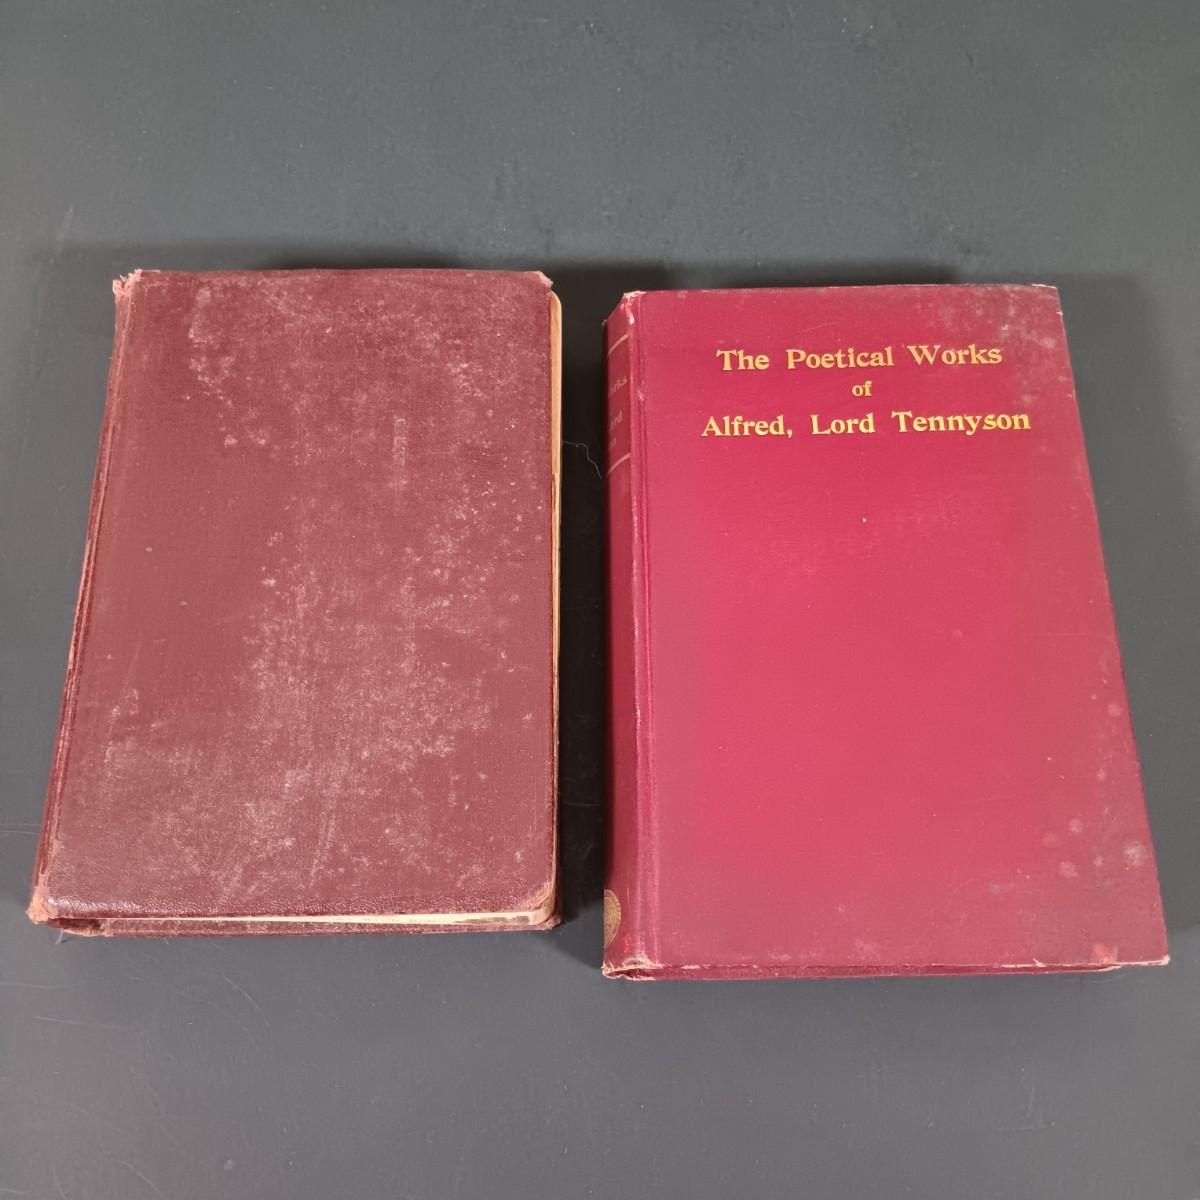 The Poetical Works
of
Alfred, Lord Tennyson